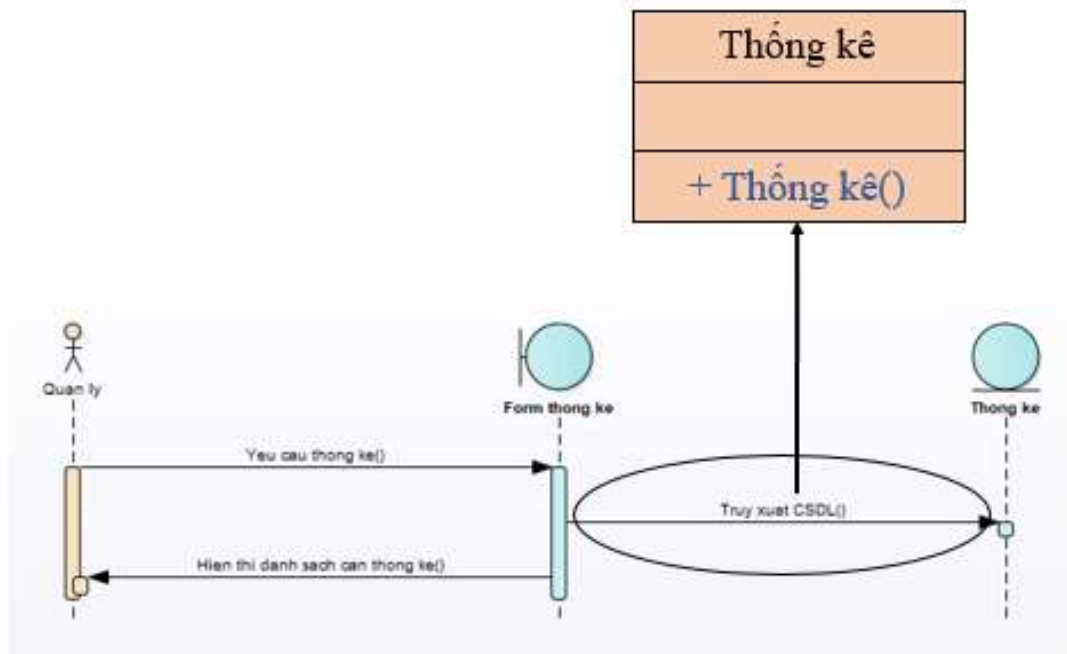 Thống kê
+ Thống kê()
Quan ly
Form thong ke
Thong ke
Yeu cau thong ke()
Truy xuat CSDL()
Hien thi danh sach can thong ke()